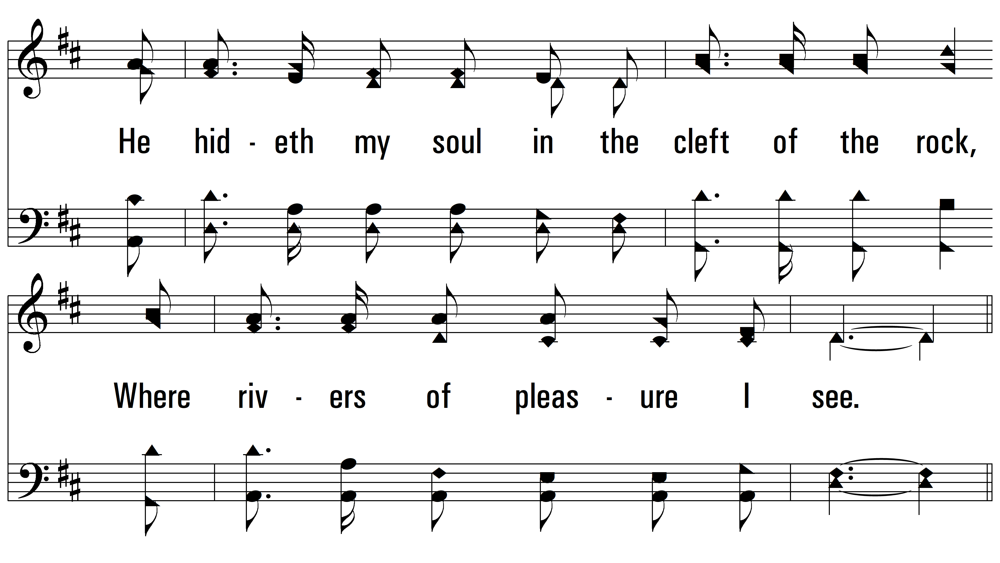 He hid - eth my soul in the cleft of the rock,
Where riv - ers of pleas - ure I see.